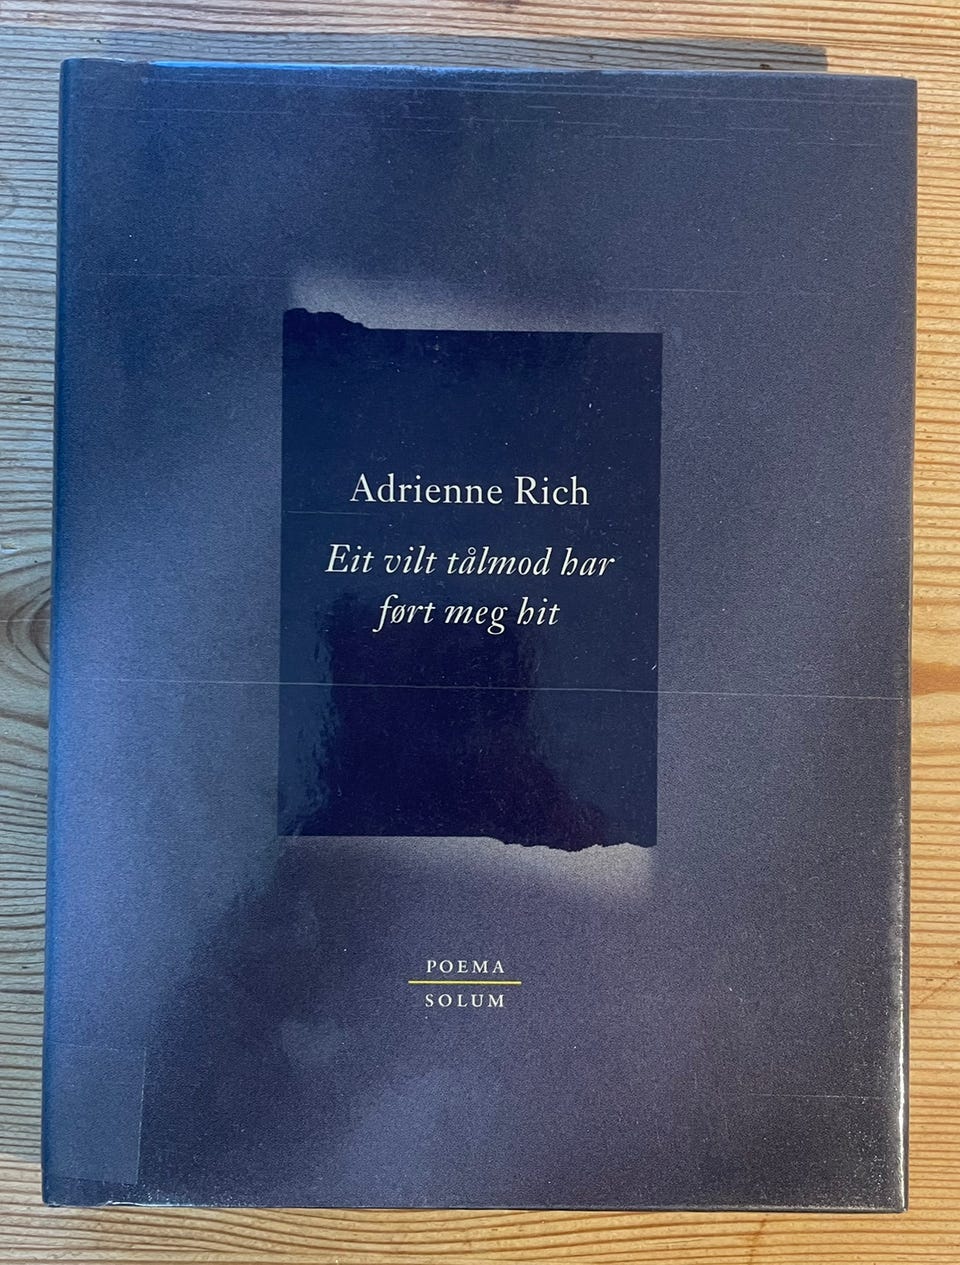 Adrienne Rich
Eit vilt tålmod har
ført meg hit
POEMA
SOLUM